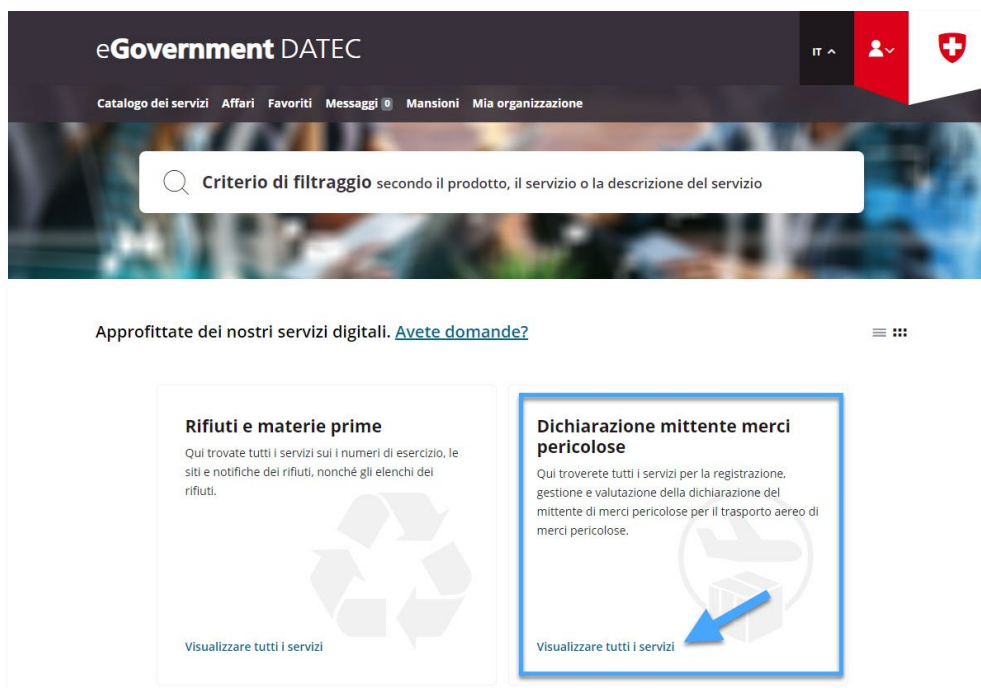 eGovernment DATEC
IT
Catalogo dei servizi Affari Favoriti Messaggi 0 Mansioni Mia organizzazione
Criterio di filtraggio secondo il prodotto, il servizio o la descrizione del servizio
Approfittate dei nostri servizi digitali. Avete domande?
Rifiuti e materie prime
Qui trovate tutti i servizi sui i numeri di esercizio, le
siti e notifiche dei rifiuti, nonché gli elenchi dei
rifiuti.
Visualizzare tutti i servizi
Dichiarazione mittente merci
pericolose
Qui troverete tutti i servizi per la registrazione,
gestione e valutazione della dichiarazione del
mittente di merci pericolose per il trasporto aereo di
merci pericolose.
Visualizzare tutti i servizi